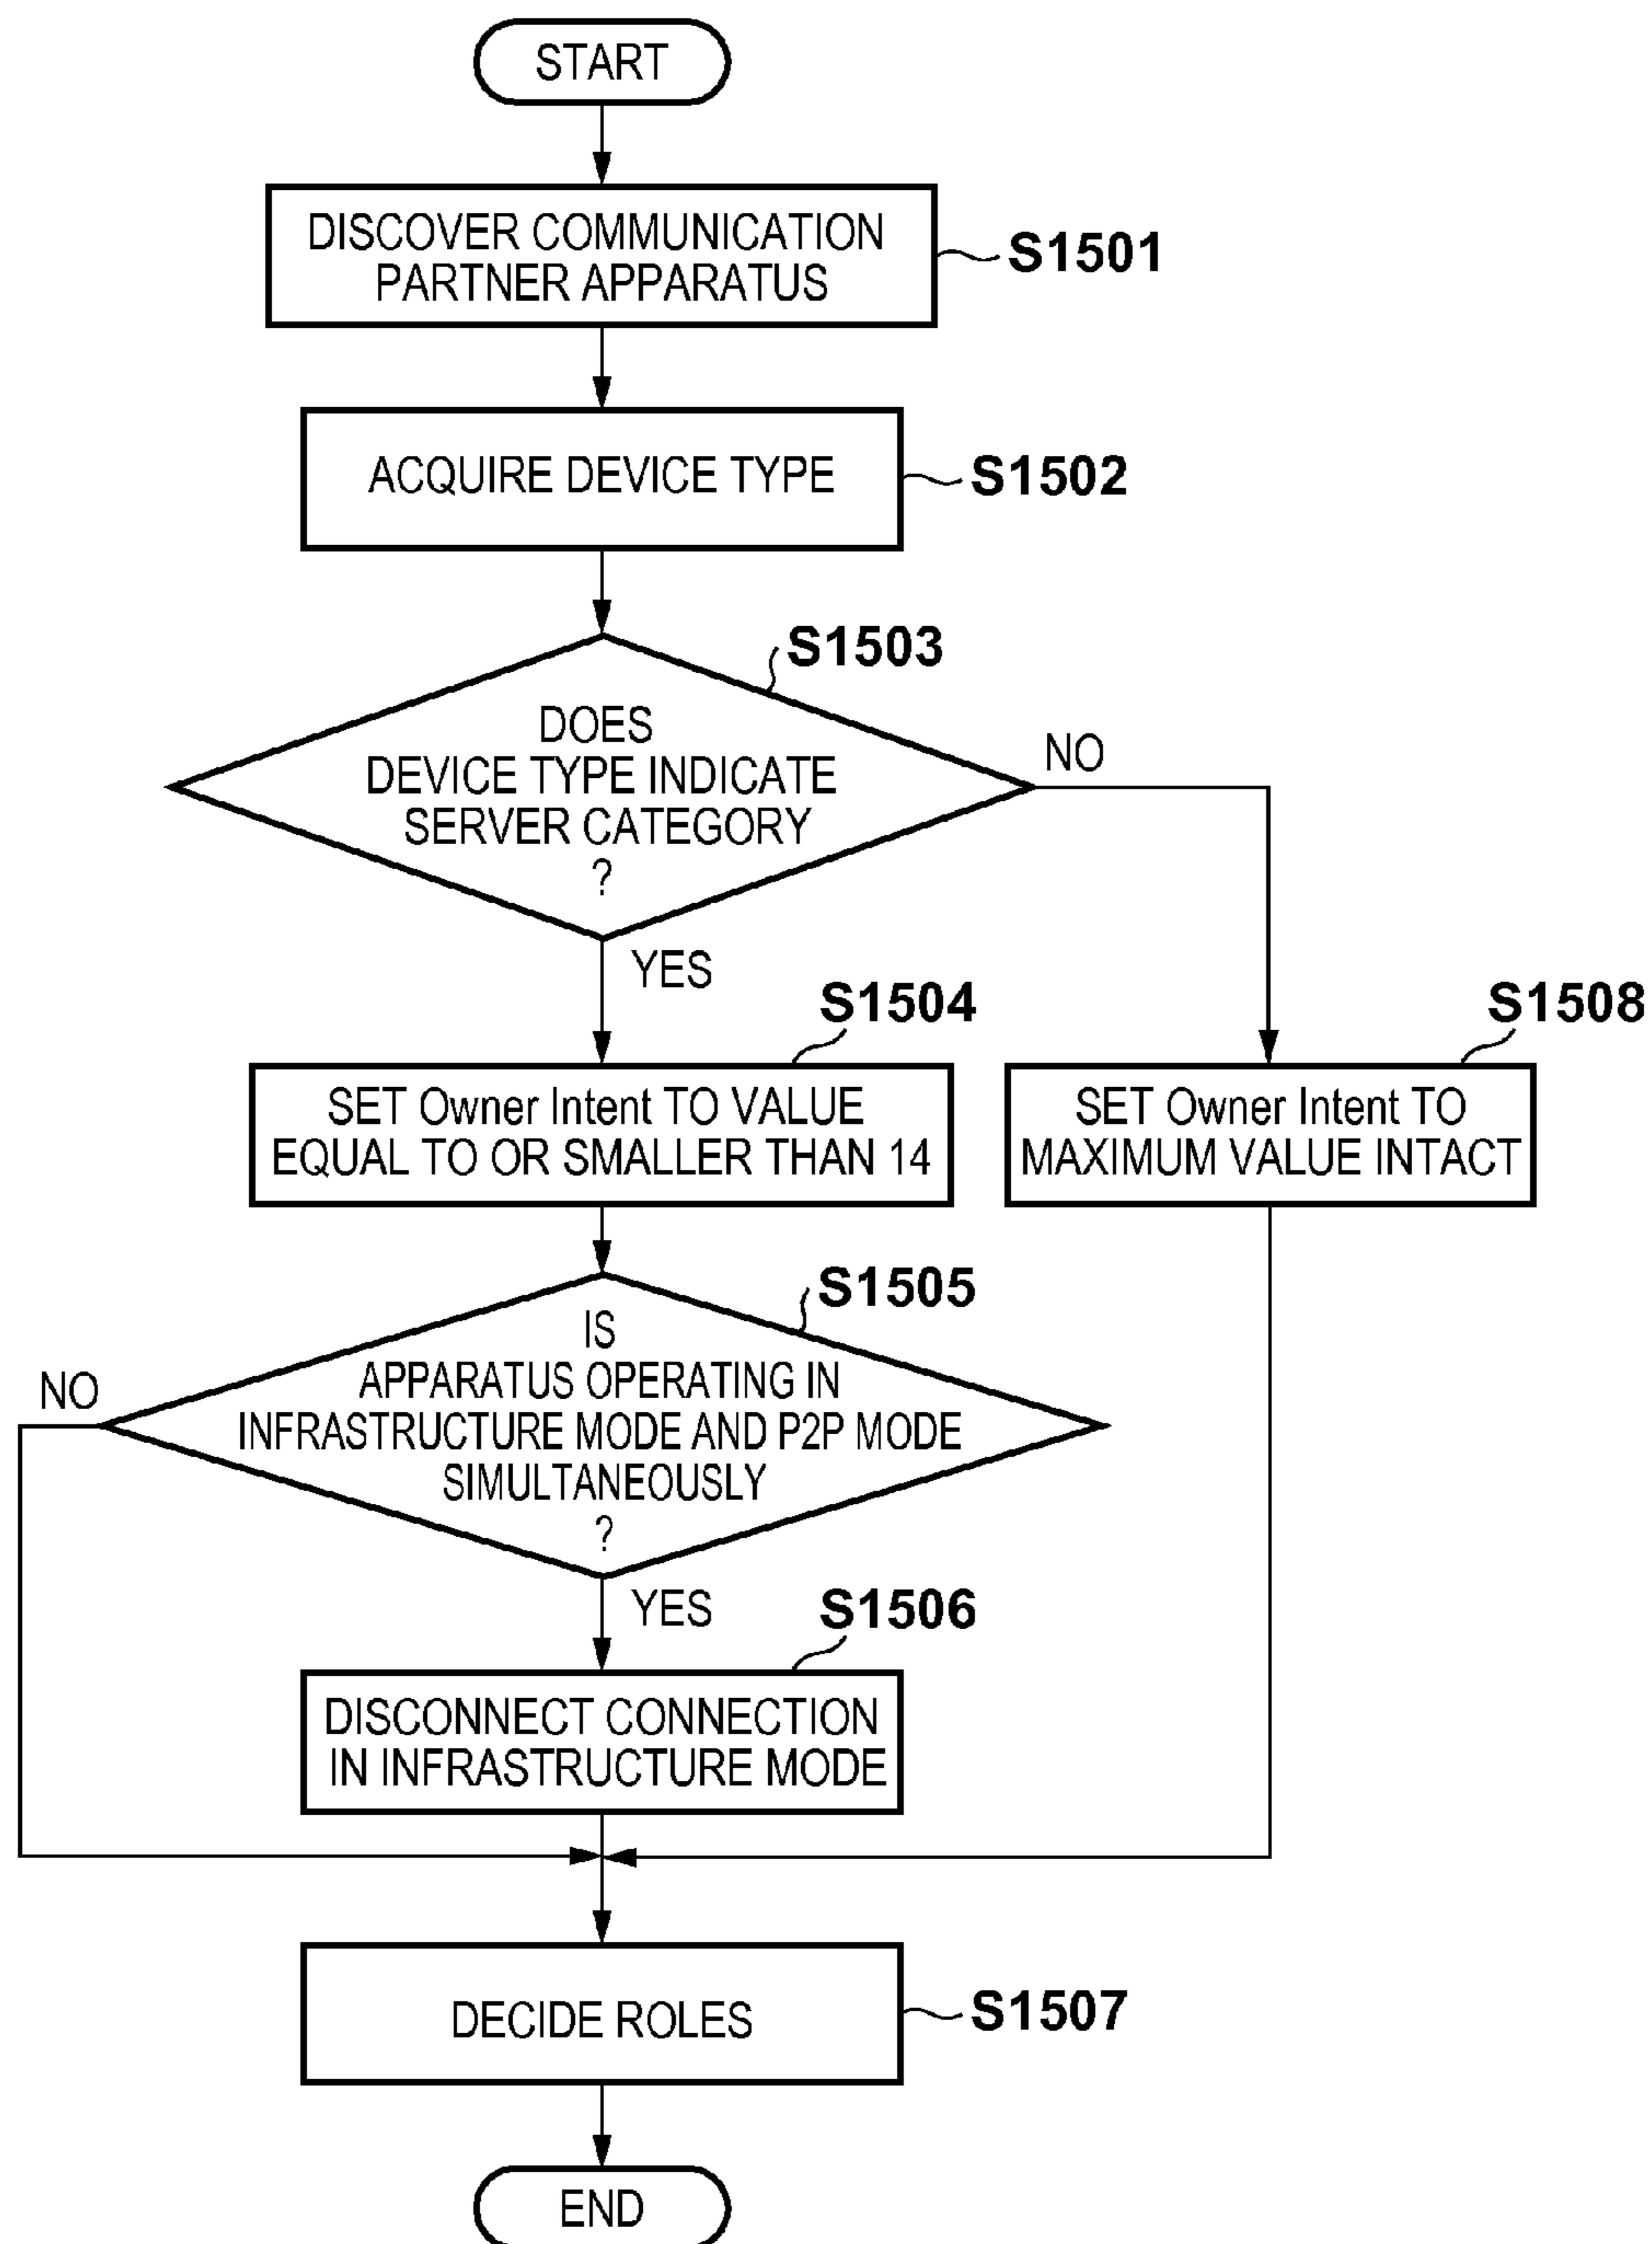 START
DISCOVER COMMUNICATION
PARTNER APPARATUS
S1501
ACQUIRE DEVICE TYPE
S1502
S1503
DOES
DEVICE TYPE INDICATE
SERVER CATEGORY
?
NO
YES
S1504
S1508
SET Owner Intent TO VALUE
EQUAL TO OR SMALLER THAN 14
SET Owner Intent TO
MAXIMUM VALUE INTACT
S1505
IS
APPARATUS OPERATING IN
INFRASTRUCTURE MODE AND P2P MODE
SIMULTANEOUSLY
?
NO
YES
S1506
DISCONNECT CONNECTION
IN INFRASTRUCTURE MODE
DECIDE ROLES
S1507
END